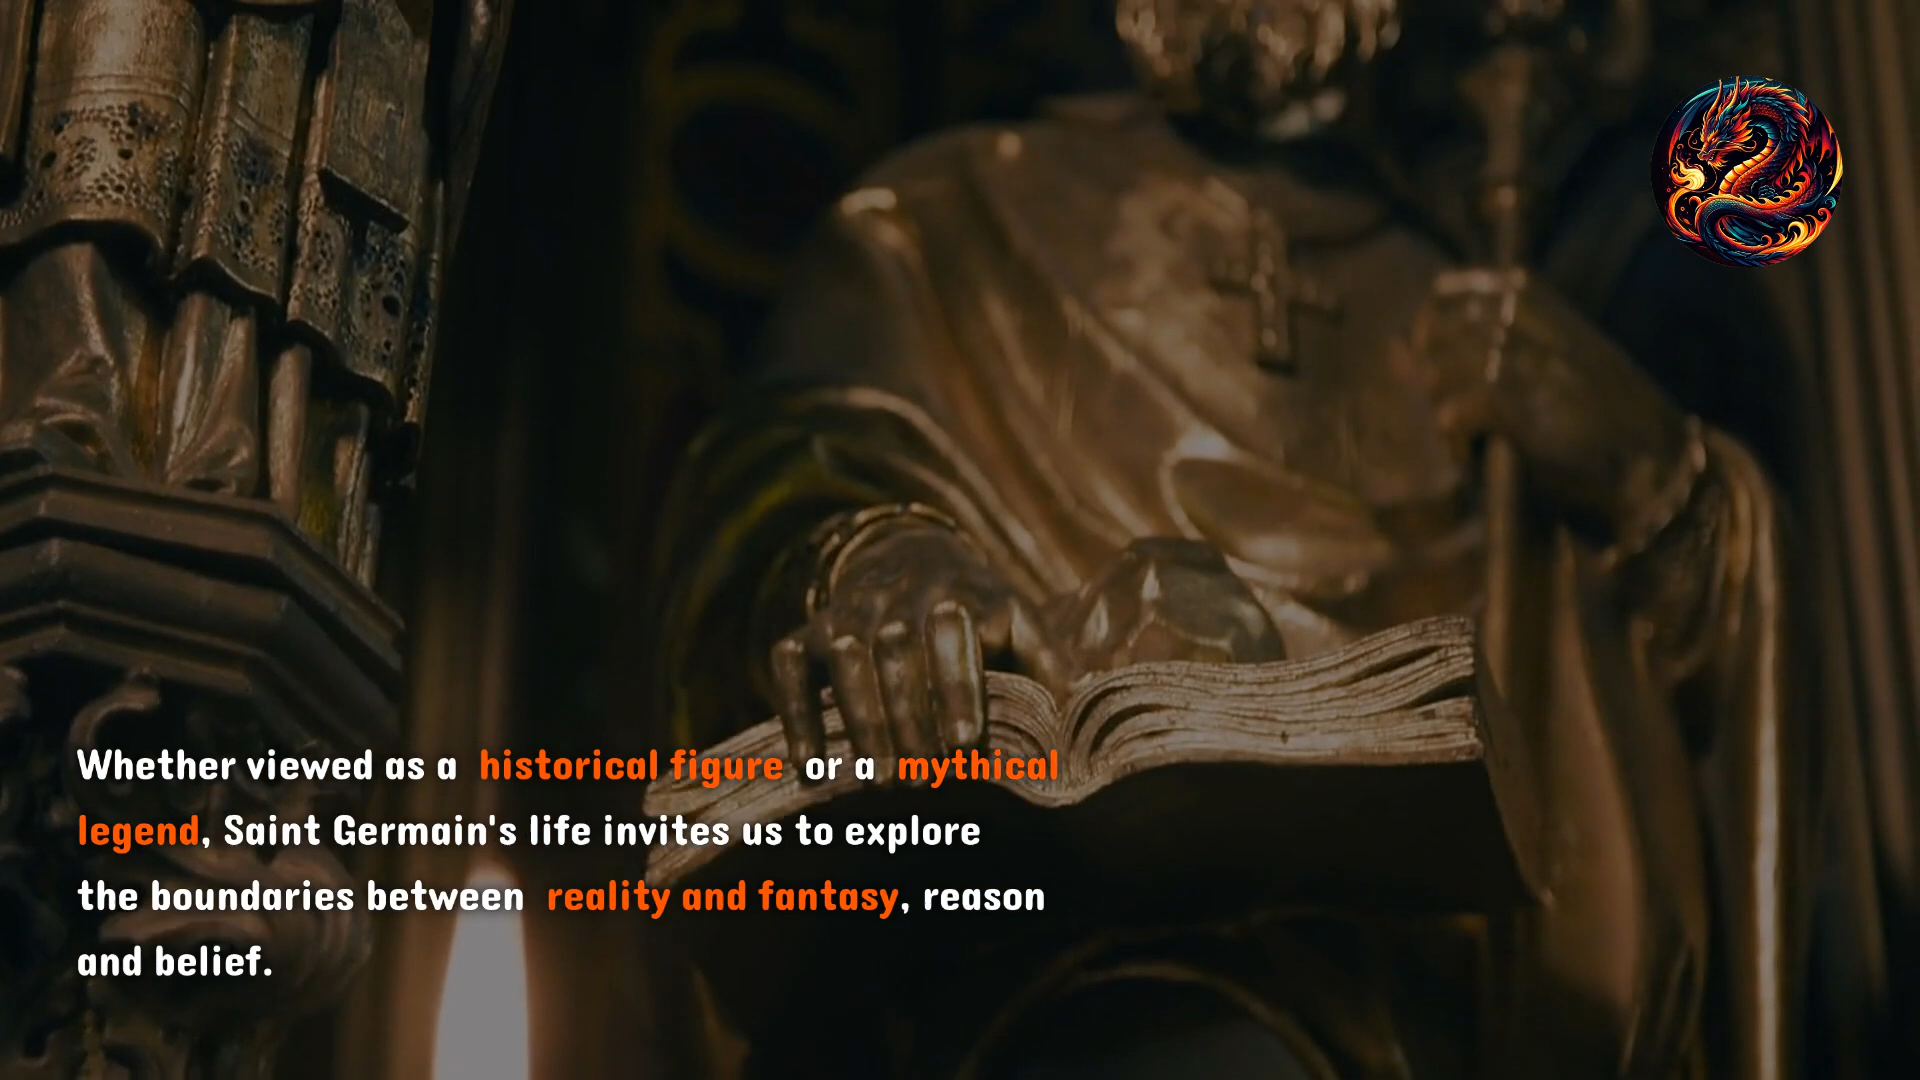 Whether viewed as a historical figure or a mythical
legend, Saint Germain's life invites us to explore
the boundaries between reality and fantasy, reason
and belief.